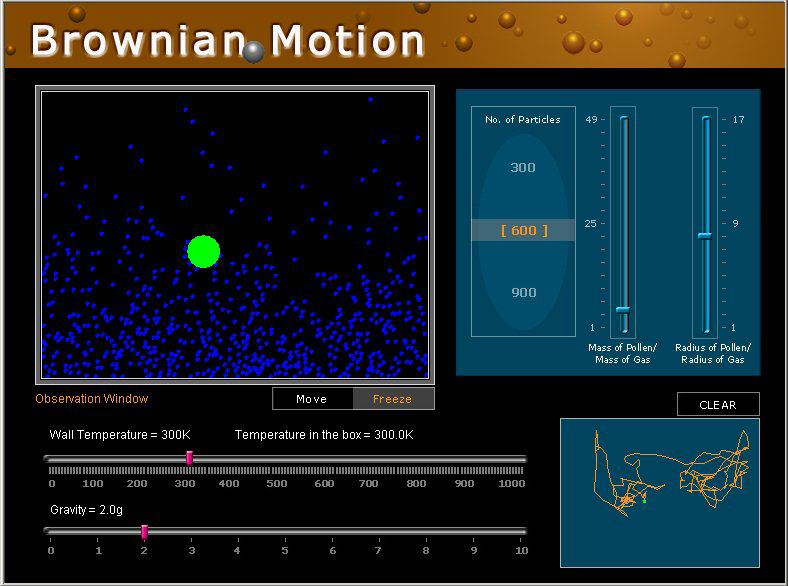 Brownian Motion
No. of Particles
300
[ 600 ]
900
49
25
1
Mass of Pollen/
Mass of Gas
17
9
1
Radius of Pollen/
Radius of Gas
Observation Window
Move
Freeze
CLEAR
Wall Temperature = 300K
Temperature in the box = 300.0K
0 100 200 300 400 500 600 700 800 900 1000
Gravity = 2.0g
0 1 2 3 4 5 6 7 8 9 10